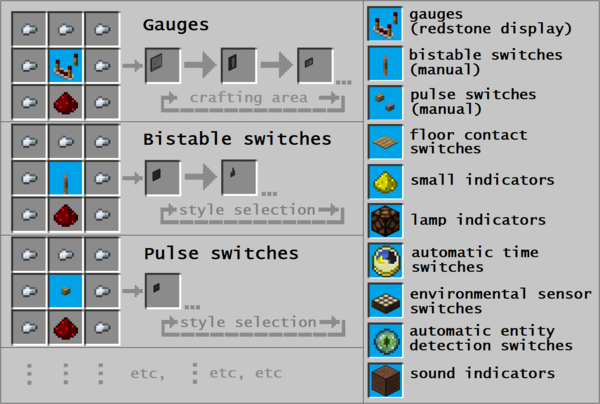 Gauges
...
crafting area
Bistable switches
...
style selection
Pulse switches
...
style selection
etc, etc, etc
gauges
(redstone display)
bistable switches
(manual)
pulse switches
(manual)
floor contact
switches
small indicators
lamp indicators
automatic time
switches
environmental sensor
switches
automatic entity
detection switches
sound indicators